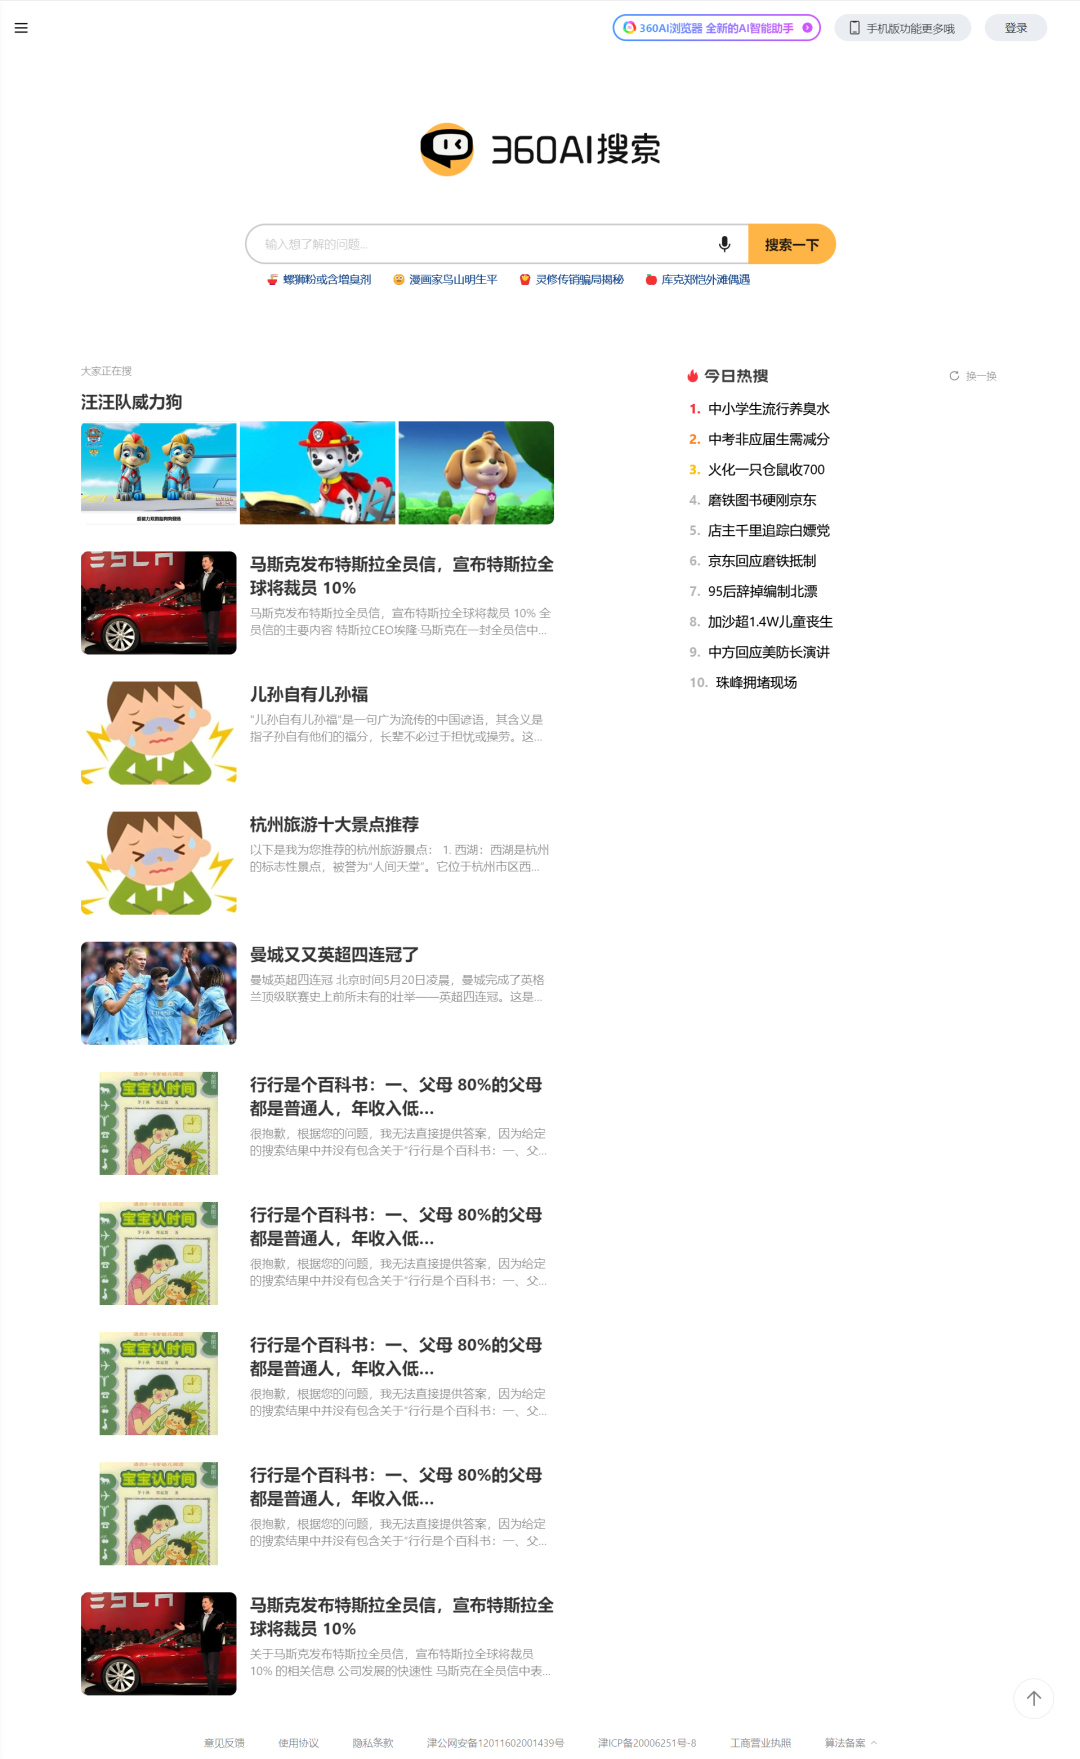 360AI浏览器 全新的AI智能助手
手机版功能更多哦
登录
360AI搜索
输入想了解的问题...
搜索一下
螺狮粉或含增臭剂
漫画家鸟山明生平
灵修传销骗局揭秘
库克郑恺外滩偶遇
大家正在搜
汪汪队威力狗
马斯克发布特斯拉全员信，宣布特斯拉全
球将裁员 10%
马斯克发布特斯拉全员信，宣布特斯拉全球将裁员 10% 全
员信的主要内容 特斯拉CEO埃隆·马斯克在一封全员信中...
儿孙自有儿孙福
“儿孙自有儿孙福”是一句广为流传的中国谚语，其含义是
指子孙自有他们的福分，长辈不必过于担忧或操劳。这...
杭州旅游十大景点推荐
以下是我为您推荐的杭州旅游景点： 1. 西湖：西湖是杭州
的标志性景点，被誉为“人间天堂”。它位于杭州市区西...
曼城又又英超四连冠了
曼城英超四连冠 北京时间5月20日凌晨，曼城完成了英格
兰顶级联赛史上前所未有的壮举——英超四连冠。这是...
宝宝认时间
行行是个百科书：一、父母 80%的父母
都是普通人，年收入低...
很抱歉，根据您的问题，我无法直接提供答案，因为给定
的搜索结果中并没有包含关于“行行是个百科书：一、父...
宝宝认时间
行行是个百科书：一、父母 80%的父母
都是普通人，年收入低...
很抱歉，根据您的问题，我无法直接提供答案，因为给定
的搜索结果中并没有包含关于“行行是个百科书：一、父...
宝宝认时间
行行是个百科书：一、父母 80%的父母
都是普通人，年收入低...
很抱歉，根据您的问题，我无法直接提供答案，因为给定
的搜索结果中并没有包含关于“行行是个百科书：一、父...
宝宝认时间
行行是个百科书：一、父母 80%的父母
都是普通人，年收入低...
很抱歉，根据您的问题，我无法直接提供答案，因为给定
的搜索结果中并没有包含关于“行行是个百科书：一、父...
马斯克发布特斯拉全员信，宣布特斯拉全
球将裁员 10%
关于马斯克发布特斯拉全员信，宣布特斯拉全球将裁员
10% 的相关信息 公司发展的快速性 马斯克在全员信中表...
今日热搜
换一换
1. 中小学生流行养臭水
2. 中考非应届生需减分
3. 火化一只仓鼠收700
4. 磨铁图书硬刚京东
5. 店主千里追踪白嫖党
6. 京东回应磨铁抵制
7. 95后辞掉编制北漂
8. 加沙超1.4W儿童丧生
9. 中方回应美防长演讲
10. 珠峰拥堵现场
意见反馈
使用协议
隐私条款
津公网安备12011602001439号
津ICP备20006251号-8
工商营业执照
算法备案